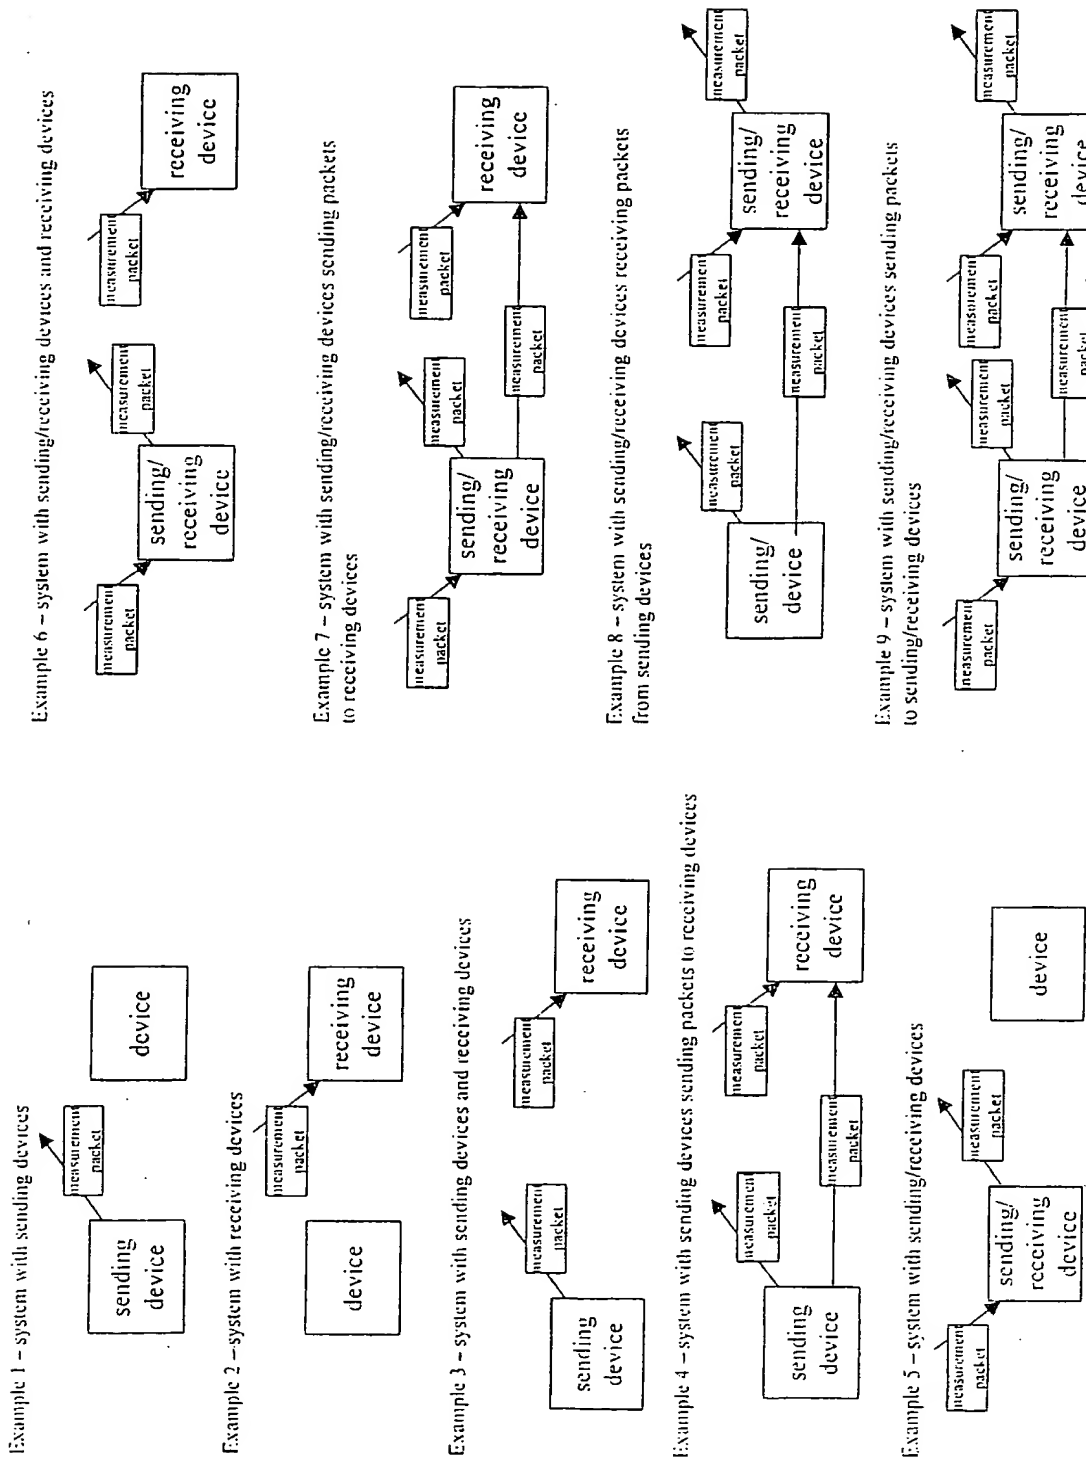 Example 1 – system with sending devices
sending
device
measurement
packet
device
Example 2 – system with receiving devices
device
measurement
packet
receiving
device
Example 3 – system with sending devices and receiving devices
sending
device
measurement
packet
measurement
packet
receiving
device
Example 4 – system with sending devices sending packets to receiving devices
sending
device
measurement
packet
measurement
packet
measurement
packet
receiving
device
Example 5 – system with sending/receiving devices
measurement
packet
sending/
receiving
device
measurement
packet
device
Example 6 – system with sending/receiving devices and receiving devices
measurement
packet
sending/
receiving
device
measurement
packet
measurement
packet
receiving
device
Example 7 – system with sending/receiving devices sending packets
to receiving devices
measurement
packet
sending/
receiving
device
measurement
packet
measurement
packet
measurement
packet
receiving
device
Example 8 – system with sending/receiving devices receiving packets
from sending devices
sending/
device
measurement
packet
measurement
packet
measurement
packet
sending/
receiving
device
measurement
packet
Example 9 – system with sending/receiving devices sending packets
to sending/receiving devices
measurement
packet
sending/
receiving
device
measurement
packet
measurement
packet
measurement
packet
sending/
receiving
device
measurement
packet